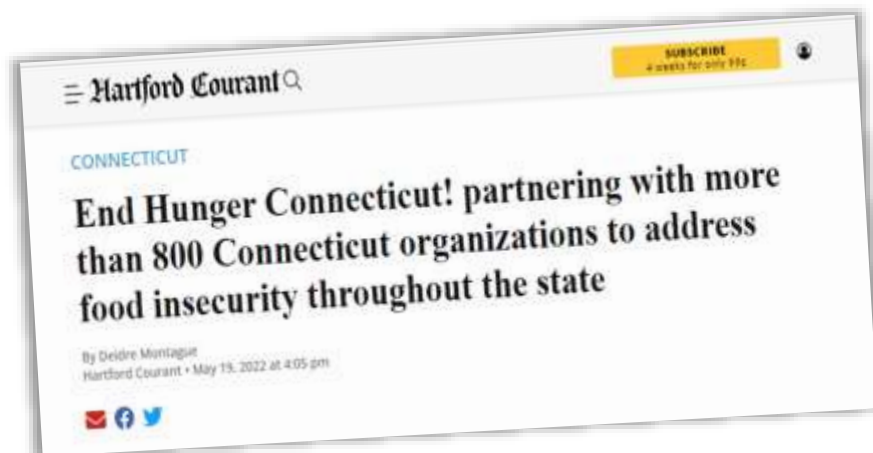 Hartford Courant
SUBSCRIBE
4 weeks for only 99¢
CONNECTICUT
End Hunger Connecticut! partnering with more
than 800 Connecticut organizations to address
food insecurity throughout the state
By Deidre Montague
Hartford Courant • May 19, 2022 at 4:05 pm